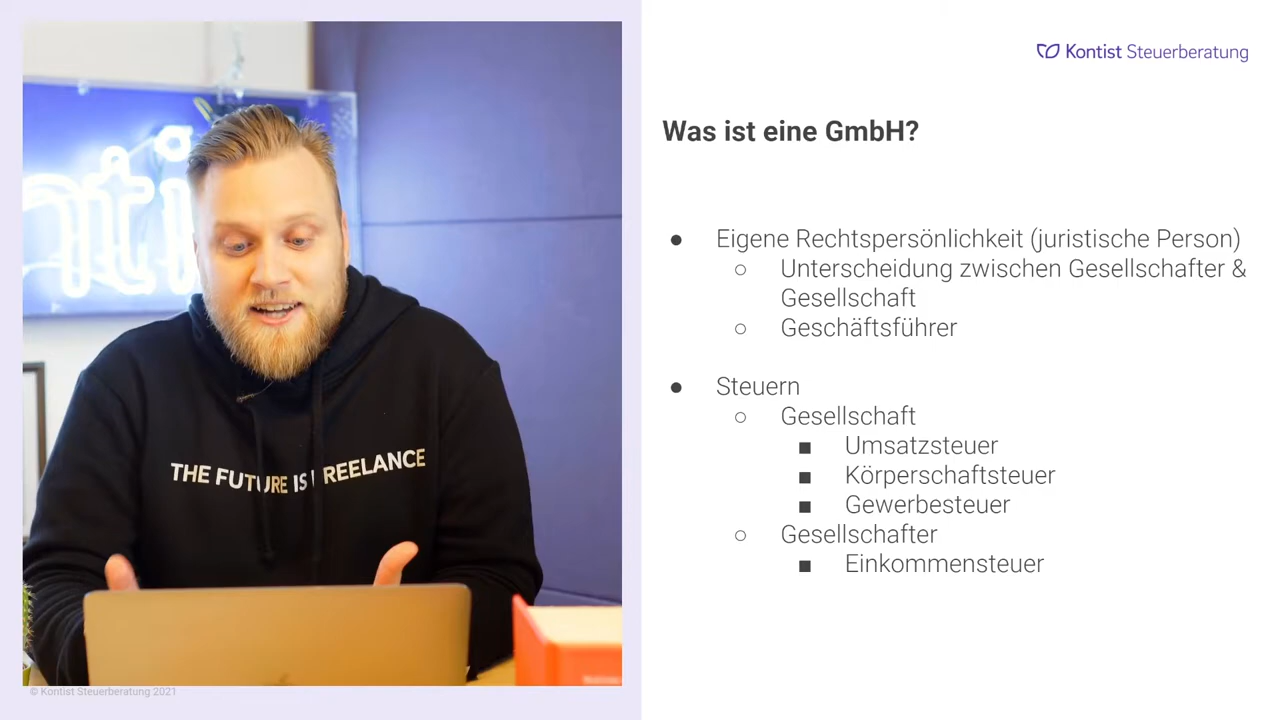 Kontist Steuerberatung
Was ist eine GmbH?
● Eigene Rechtspersönlichkeit (juristische Person)
○ Unterscheidung zwischen Gesellschafter &
Gesellschaft
○ Geschäftsführer
● Steuern
○ Gesellschaft
■ Umsatzsteuer
■ Körperschaftsteuer
■ Gewerbesteuer
○ Gesellschafter
■ Einkommensteuer
nti
THE FUTURE IS FREELANCE
© Kontist Steuerberatung 2021